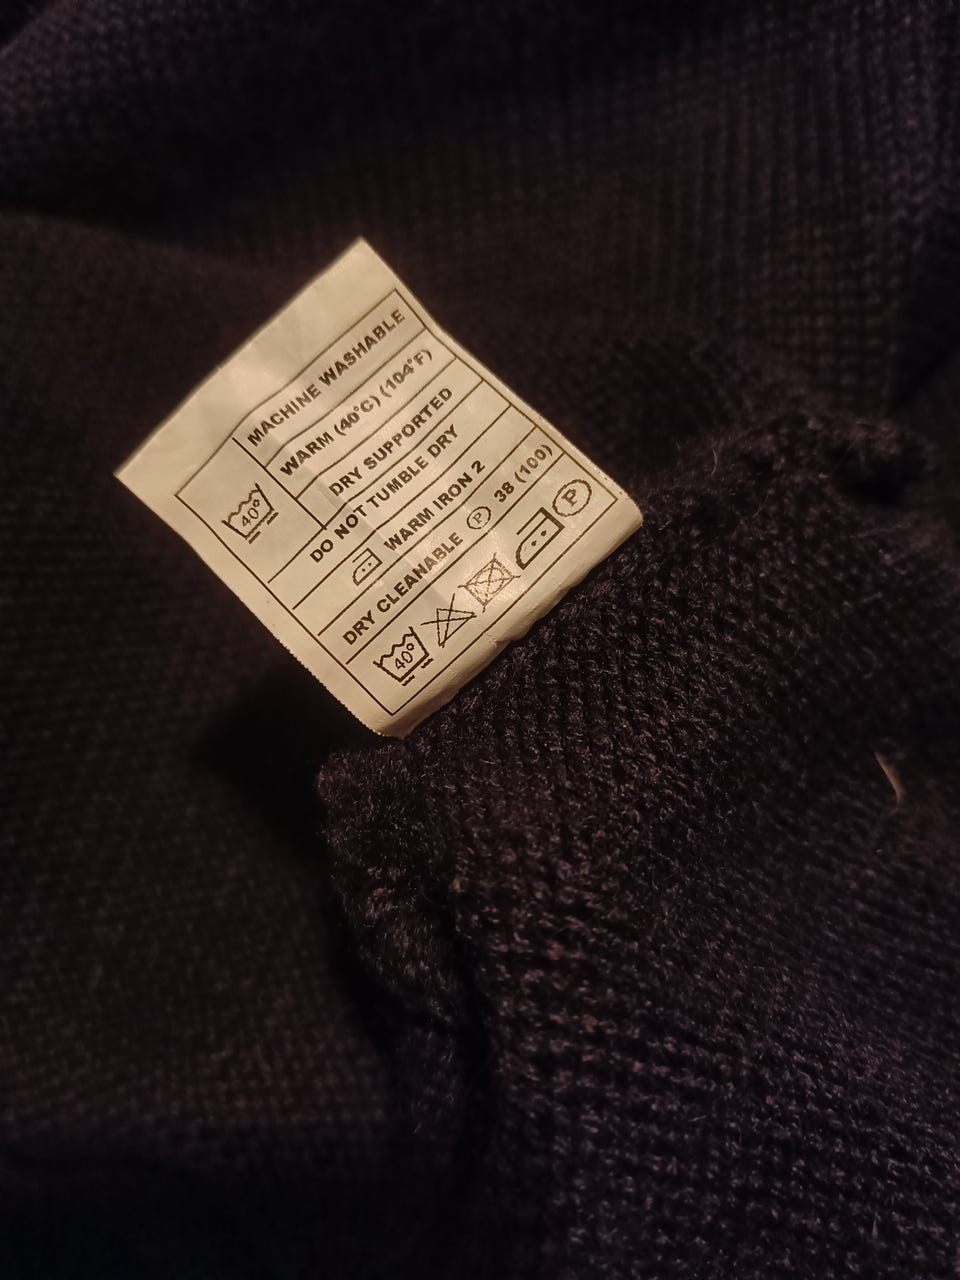 MACHINE WASHABLE
40°
WARM (40°C) (104°F)
DRY SUPPORTED
DO NOT TUMBLE DRY
WARM IRON 2
DRY CLEANABLE P 38 (100)
40° P